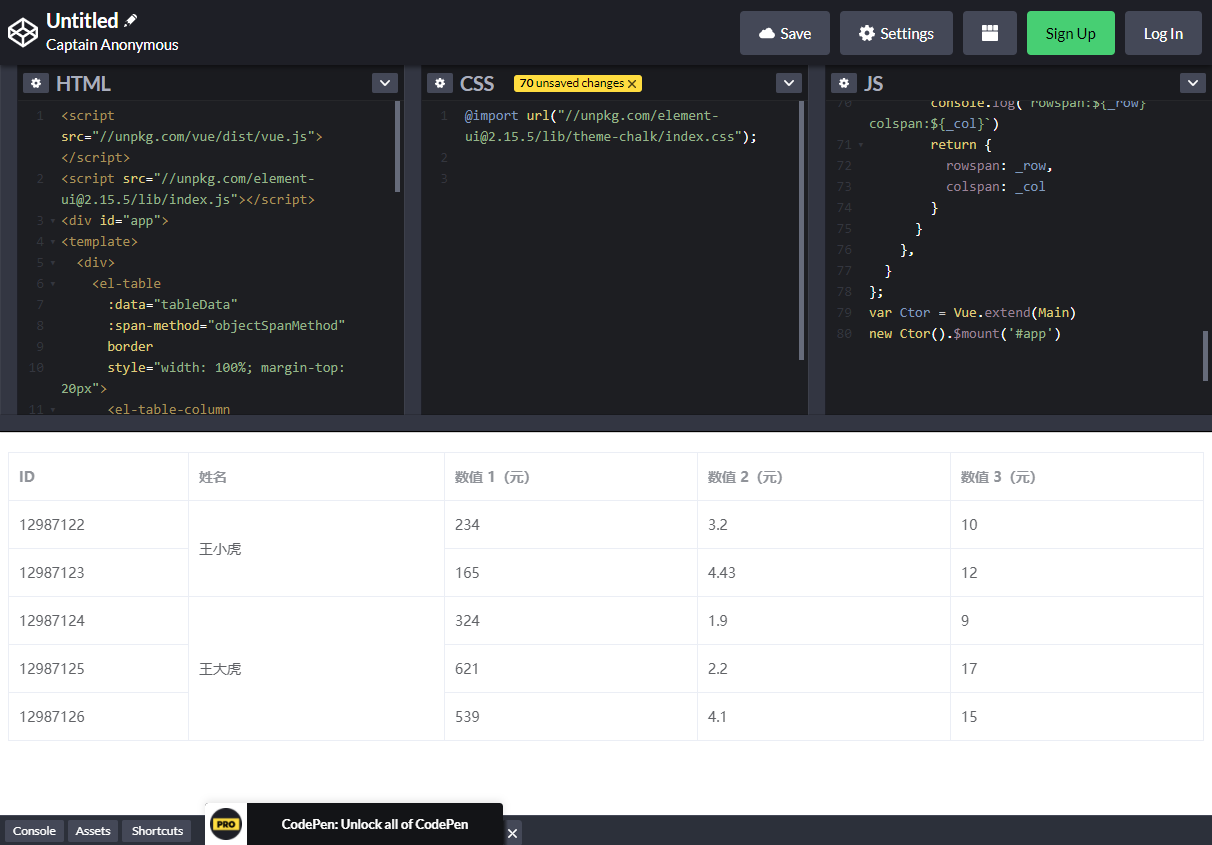 Untitled
Captain Anonymous
Save
Settings
Sign Up
Log In
HTML
1 <script
src="//unpkg.com/vue/dist/vue.js">
</script>
2 <script src="//unpkg.com/element-
ui@2.15.5/lib/index.js"></script>
3 <div id="app">
4 <template>
5 <div>
6 <el-table
7 :data="tableData"
8 :span-method="objectSpanMethod"
9 border
10 style="width: 100%; margin-top:
20px">
11 <el-table-column
CSS
70 unsaved changes X
1 @import url("//unpkg.com/element-
ui@2.15.5/lib/theme-chalk/index.css");
2
3
JS
70 console.log(`rowspan:${_row}
colspan:${_col}`)
71 return {
72 rowspan: _row,
73 colspan: _col
74 }
75 }
76 },
77 }
78 };
79 var Ctor = Vue.extend(Main)
80 new Ctor().$mount('#app')
ID 姓名 数值 1（元） 数值 2（元） 数值 3（元）
12987122 王小虎 234 3.2 10
12987123 165 4.43 12
12987124 王大虎 324 1.9 9
12987125 621 2.2 17
12987126 539 4.1 15
Console Assets Shortcuts
PRO CodePen: Unlock all of CodePen X